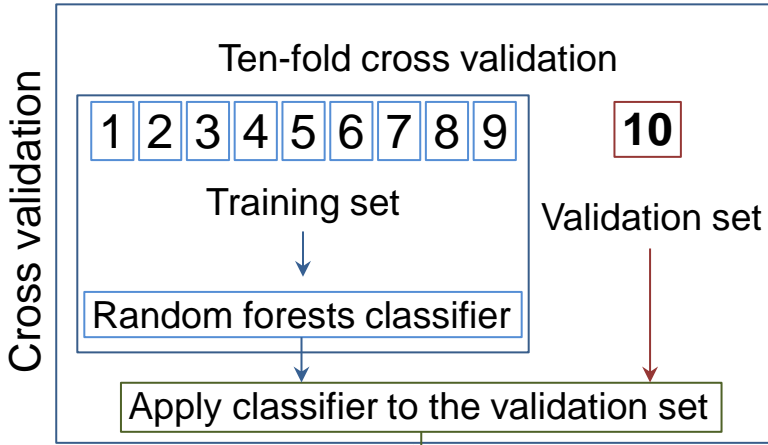 Cross validation
Ten-fold cross validation
1 2 3 4 5 6 7 8 9 10
Training set
Validation set
Random forests classifier
Apply classifier to the validation set